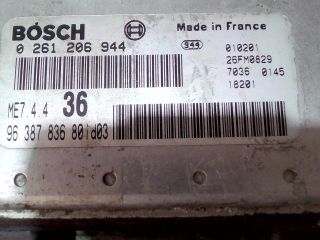 BOSCH
Made in France
0 261 206 944
944
010201
26FM0829
7036 0145
18201
ME7.4.4 36
96 387 836 80 id03